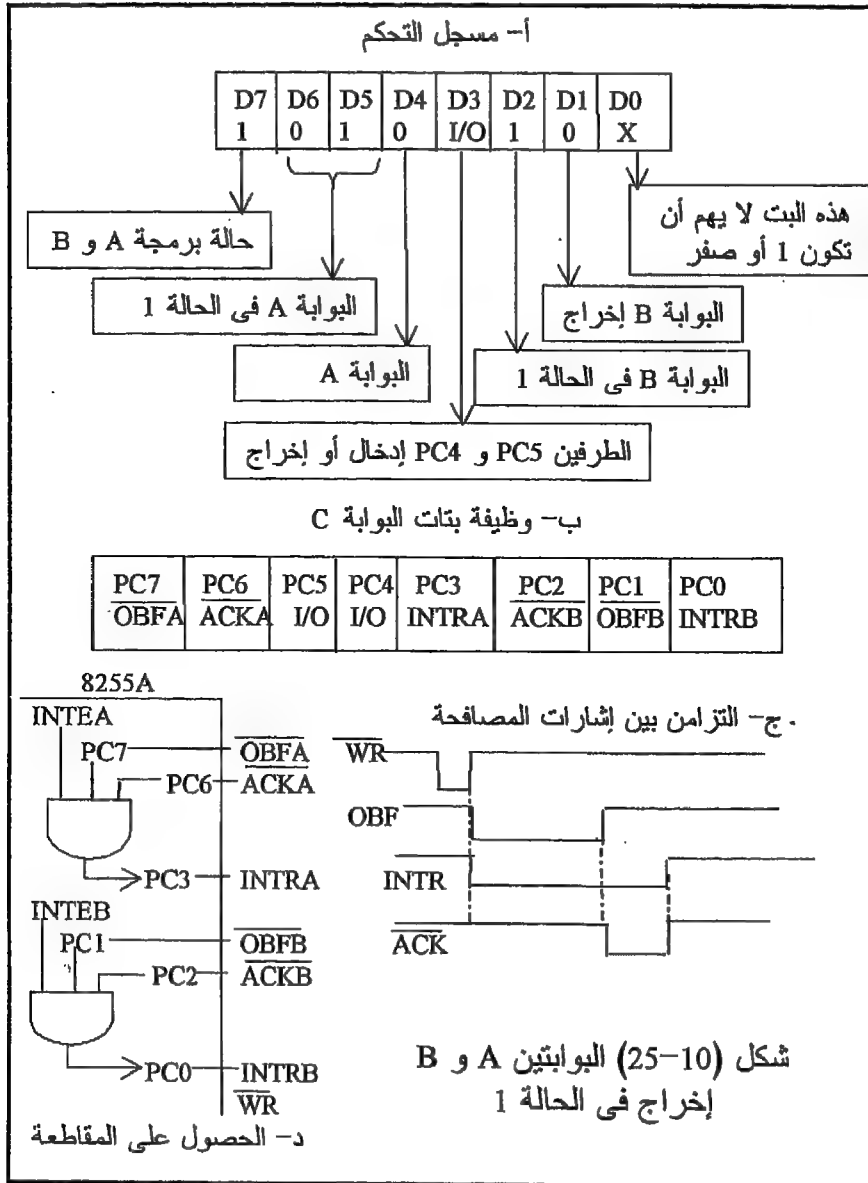 أ- مسجل التحكم
D7 D6 D5 D4 D3 D2 D1 D0
1 0 1 0 I/O 1 0 X
هذه البت لا يهم أن
تكون 1 أو صفر
حالة برمجة A و B
البوابة A فى الحالة 1
البوابة B إخراج
البوابة A
البوابة B فى الحالة 1
الطرفين PC5 و PC4 إدخال أو إخراج
ب- وظيفة بتات البوابة C
PC7 PC6 PC5 PC4 PC3 PC2 PC1 PC0
OBFA ACKA I/O I/O INTRA ACKB OBFB INTRB
8255A
INTEA
PC7 OBFA
PC6 ACKA
PC3 INTRA
INTEB
PC1 OBFB
PC2 ACKB
PC0 INTRB
WR
د- الحصول على المقاطعة
ج- التزامن بين إشارات المصافحة
WR
OBF
INTR
ACK
شكل (10-25) البوابتين A و B
إخراج فى الحالة 1